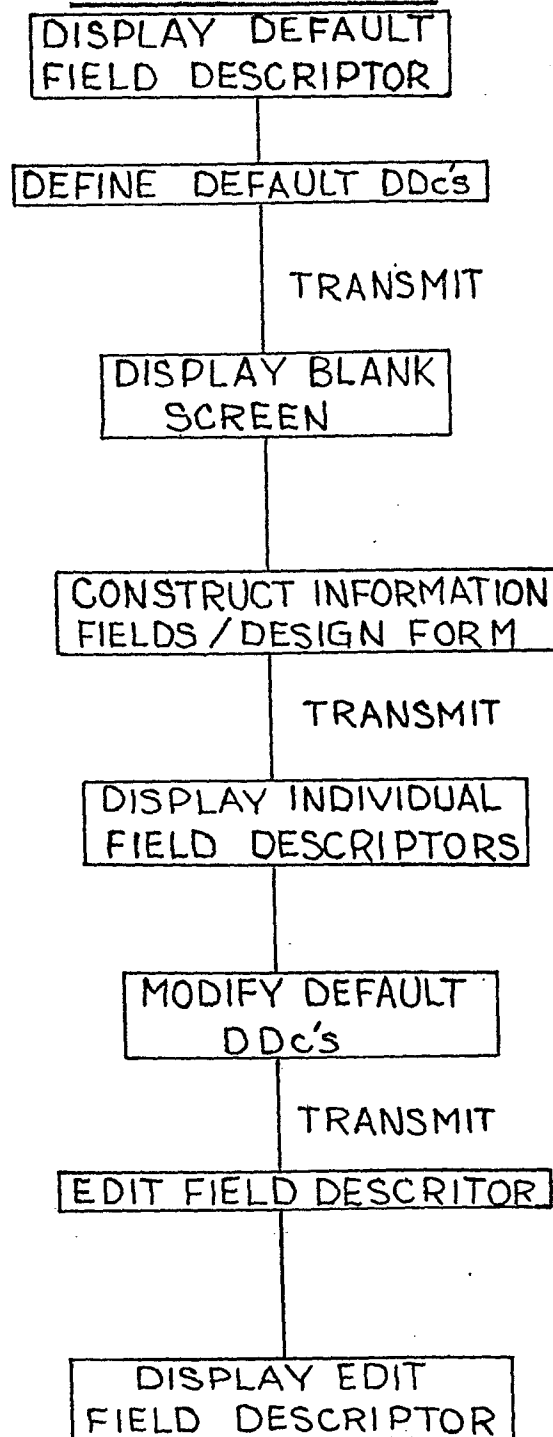 DISPLAY DEFAULT
FIELD DESCRIPTOR
DEFINE DEFAULT DDc's
TRANSMIT
DISPLAY BLANK
SCREEN
CONSTRUCT INFORMATION
FIELDS/DESIGN FORM
TRANSMIT
DISPLAY INDIVIDUAL
FIELD DESCRIPTORS
MODIFY DEFAULT
DDc's
TRANSMIT
EDIT FIELD DESCRITOR
DISPLAY EDIT
FIELD DESCRIPTOR